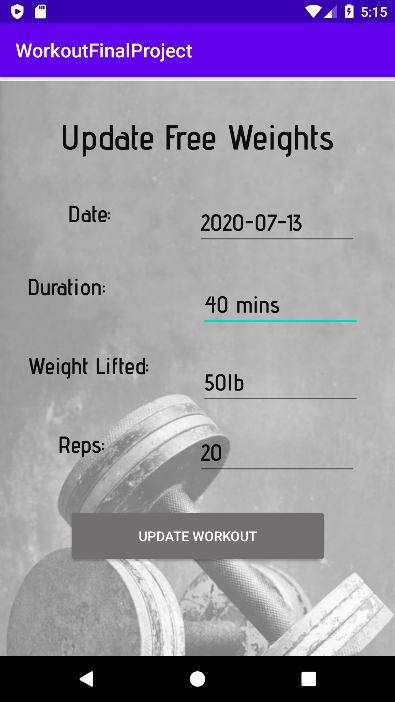 5:15
WorkoutFinalProject
Update Free Weights
Date:
2020-07-13
Duration:
40 mins
Weight Lifted:
50lb
Reps:
20
UPDATE WORKOUT